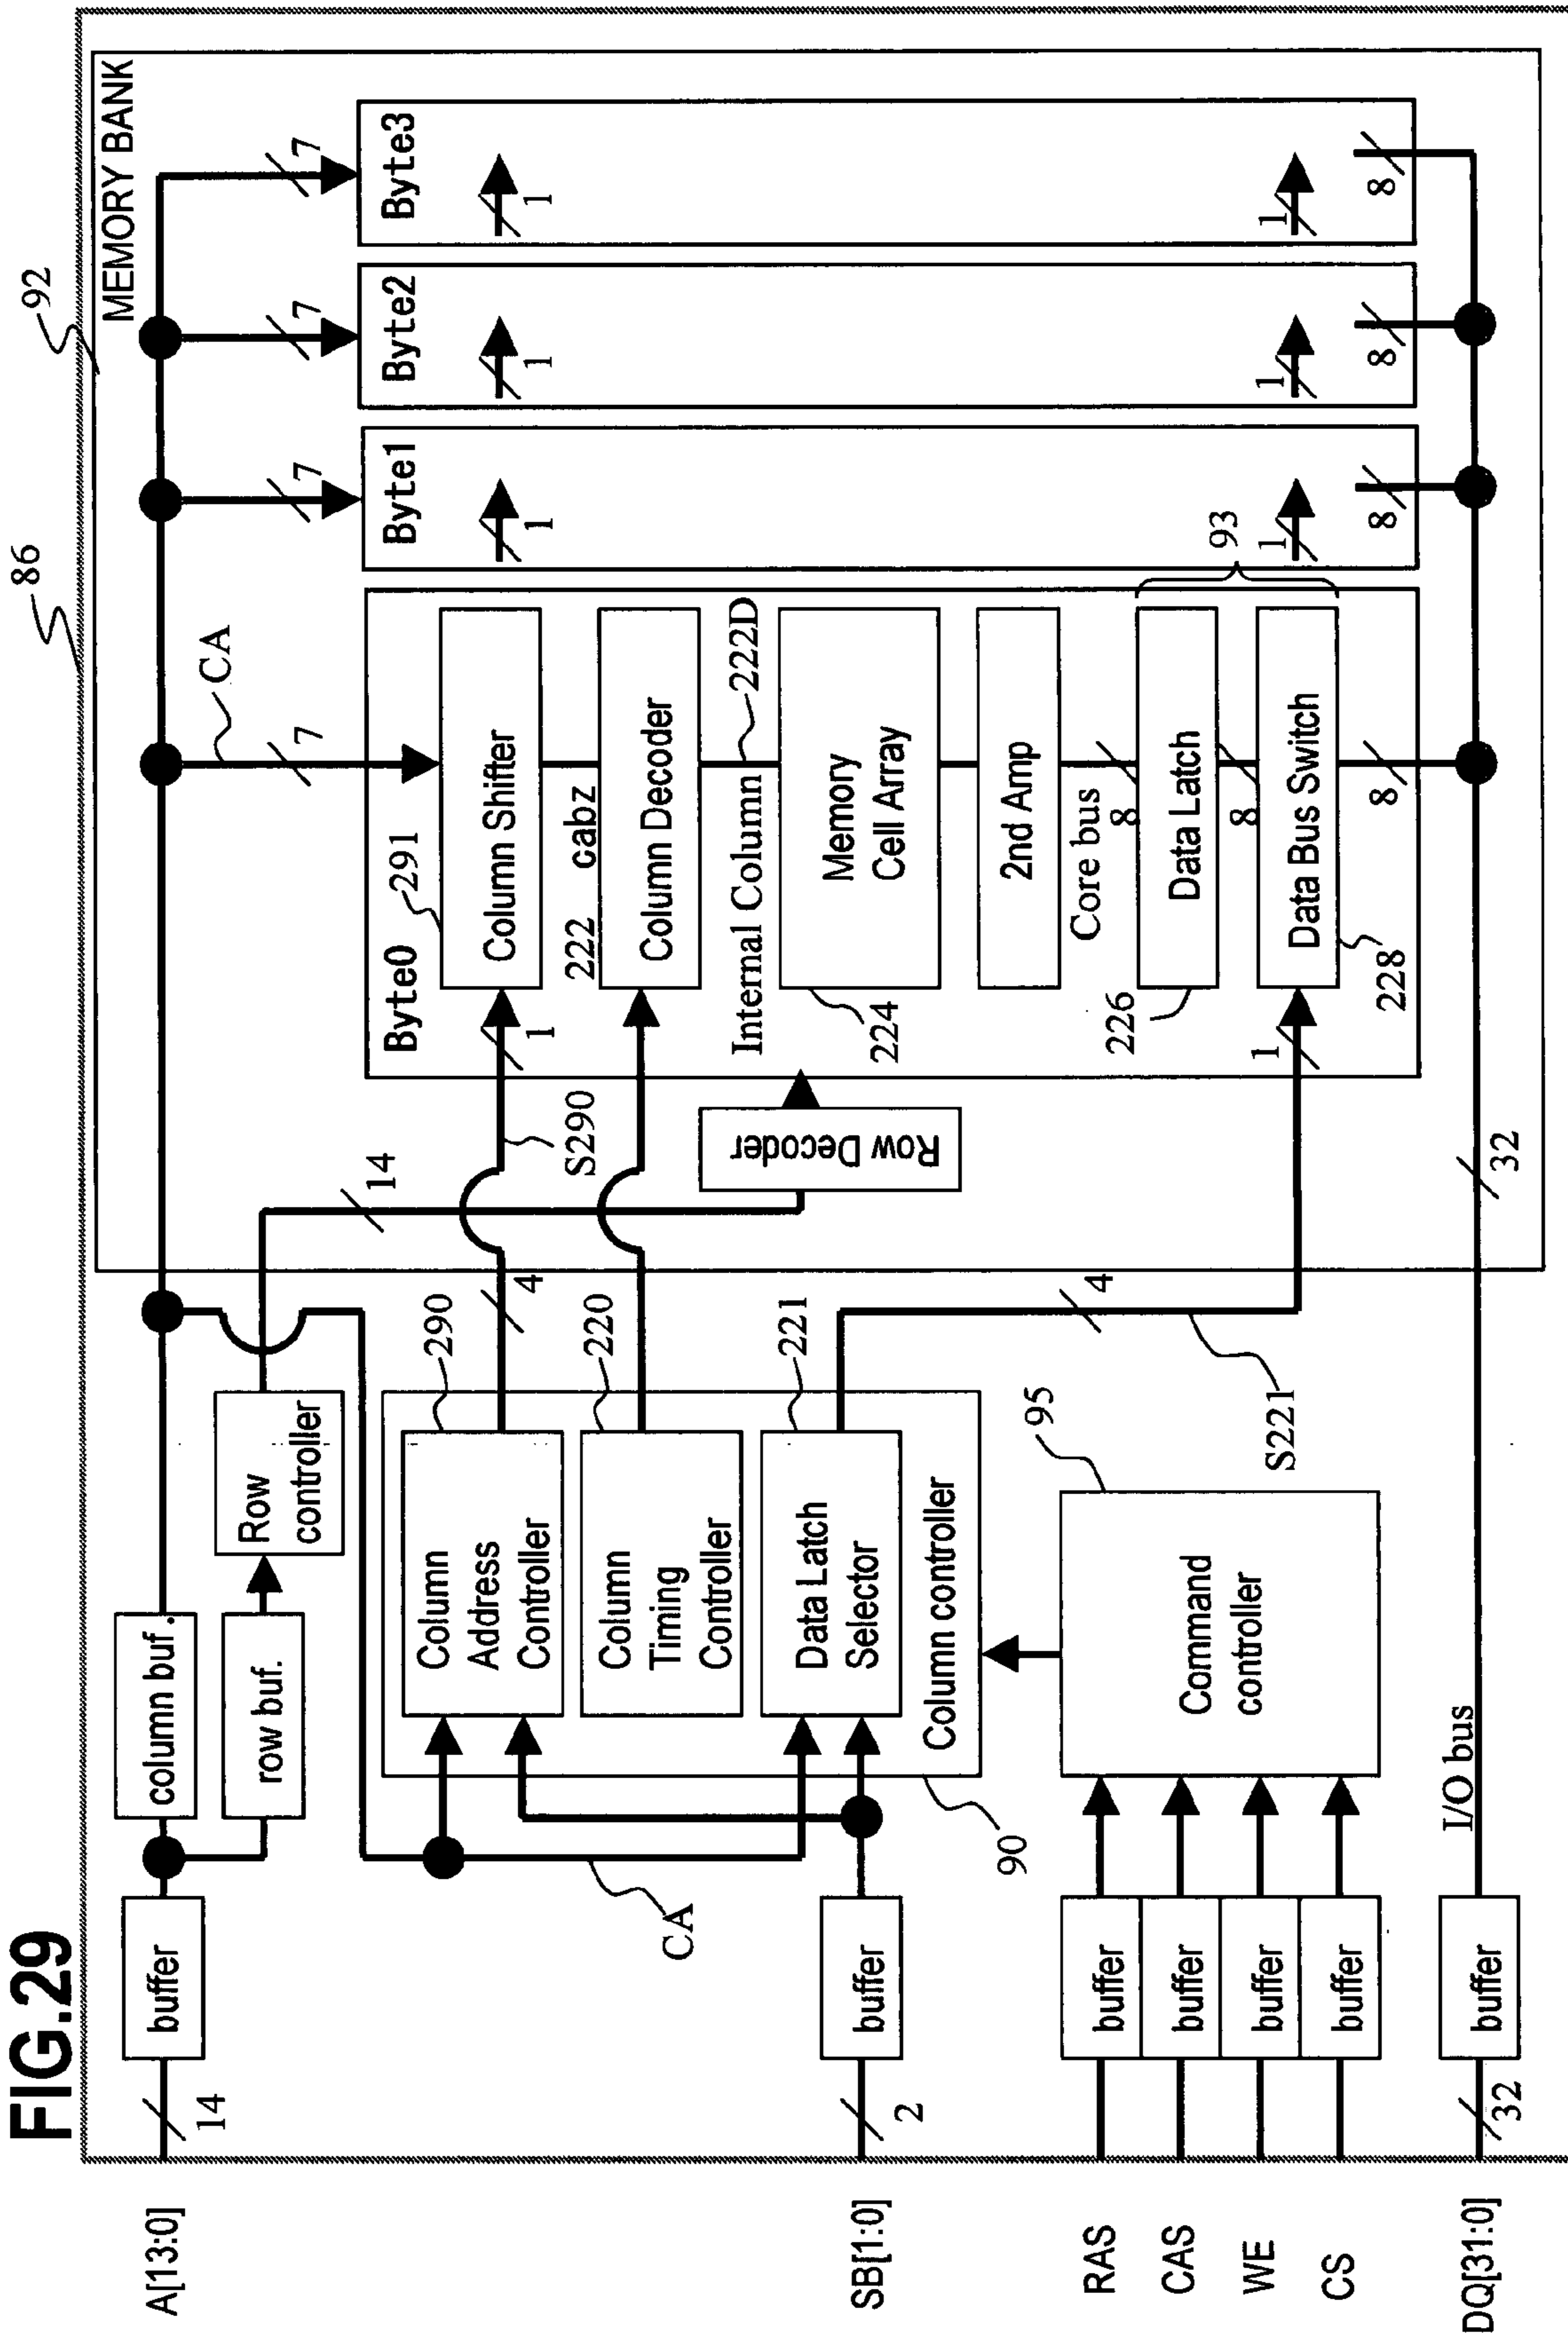 FIG.29
86
92
MEMORY BANK
A[13:0]
14
buffer
column buf.
row buf.
Row
controller
14
CA
7
7
7
7
Byte0
Byte1
Byte2
Byte3
291
Column Shifter
222
cabz
Column Decoder
Internal Column
222D
Memory
Cell Array
224
2nd Amp
Core bus
8
Data Latch
226
8
Data Bus Switch
228
8
93
1
1
1
1
1
1
1
1
8
8
8
Row Decoder
S290
4
290
Column
Address
Controller
220
Column
Timing
Controller
221
Data Latch
Selector
Column controller
90
4
S221
CA
SB[1:0]
2
buffer
95
Command
controller
RAS
buffer
CAS
buffer
WE
buffer
CS
buffer
DQ[31:0]
32
buffer
I/O bus
32